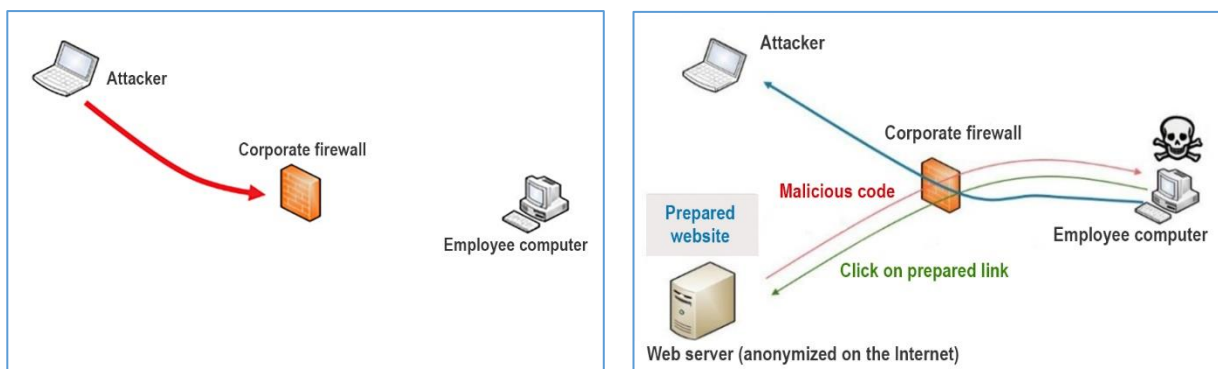 Attacker
Corporate firewall
Employee computer
Attacker
Corporate firewall
Malicious code
Prepared
website
Employee computer
Click on prepared link
Web server (anonymized on the Internet)